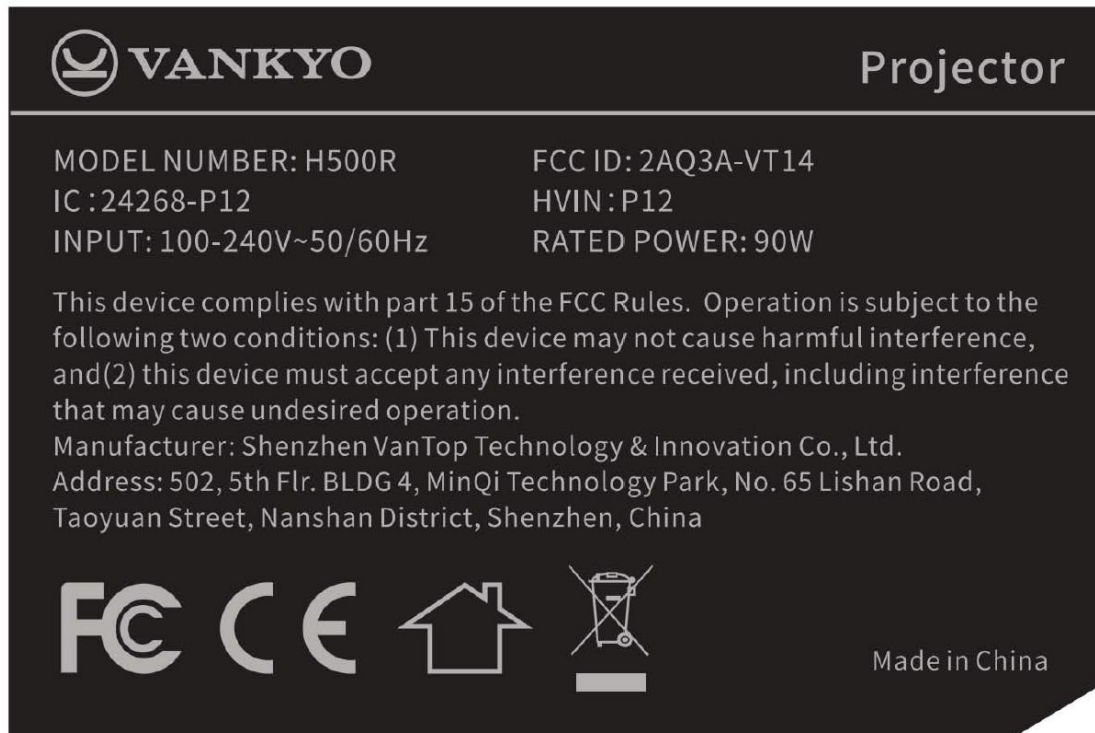 VANKYO
Projector
MODEL NUMBER: H500R
FCC ID: 2AQ3A-VT14
IC :24268-P12
HVIN: P12
INPUT: 100-240V~50/60Hz
RATED POWER: 90W
This device complies with part 15 of the FCC Rules. Operation is subject to the
following two conditions: (1) This device may not cause harmful interference,
and(2) this device must accept any interference received, including interference
that may cause undesired operation.
Manufacturer: Shenzhen VanTop Technology & Innovation Co., Ltd.
Address: 502, 5th Flr. BLDG 4, MinQi Technology Park, No. 65 Lishan Road,
Taoyuan Street, Nanshan District, Shenzhen, China
FC CE
Made in China